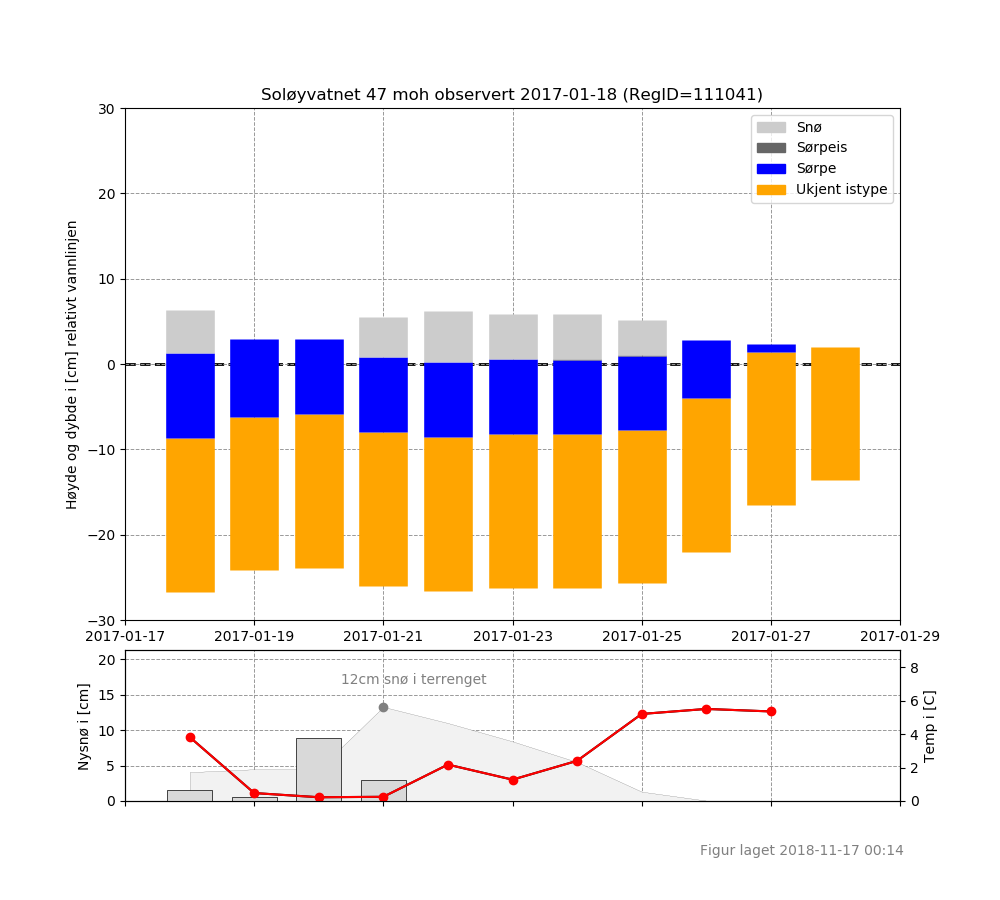 Soløyvatnet 47 moh observert 2017-01-18 (RegID=111041)
30
20
10
0
−10
−20
−30
Høyde og dybde i [cm] relativt vannlinjen
Snø
Sørpeis
Sørpe
Ukjent istype
2017-01-17 2017-01-19 2017-01-21 2017-01-23 2017-01-25 2017-01-27 2017-01-29
20
15
10
5
0
Nysnø i [cm]
12cm snø i terrenget
8
6
4
2
0
Temp i [C]
Figur laget 2018-11-17 00:14